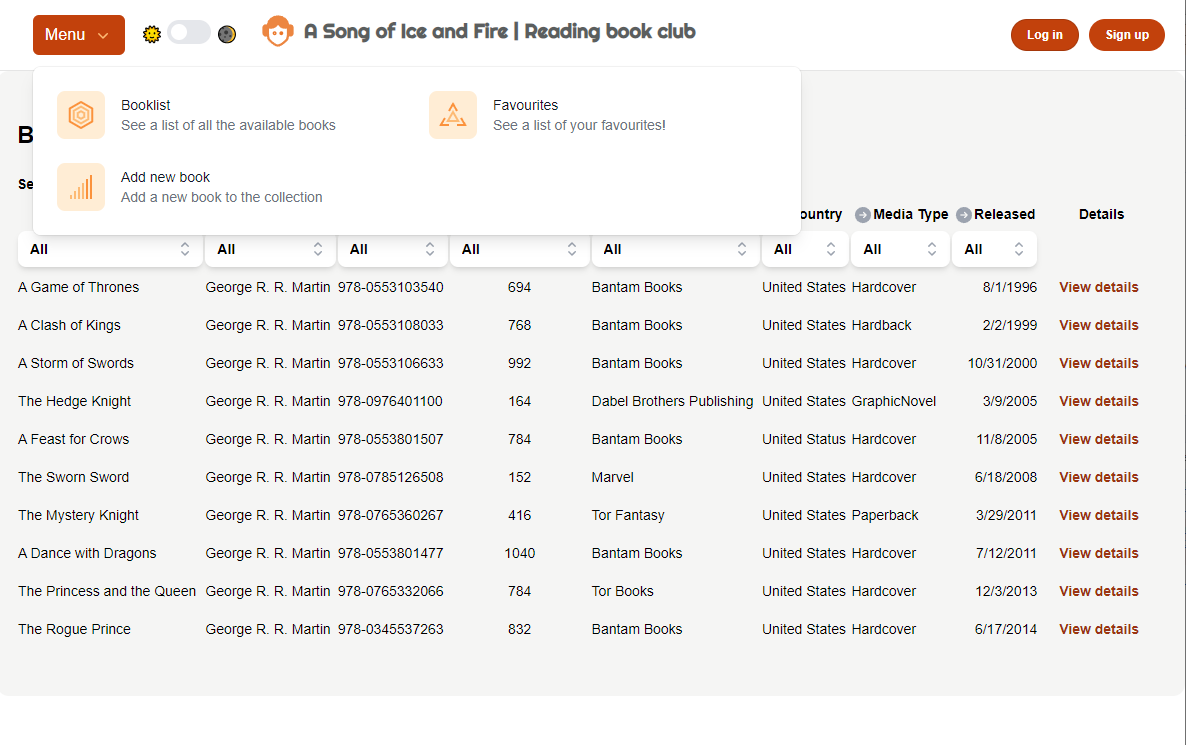 Menu
A Song of Ice and Fire | Reading book club
Log in Sign up
Booklist
See a list of all the available books
Favourites
See a list of your favourites!
Add new book
Add a new book to the collection
Media Type Released Details
All All All All All All All All
A Game of Thrones George R. R. Martin 978-0553103540 694 Bantam Books United States Hardcover 8/1/1996 View details
A Clash of Kings George R. R. Martin 978-0553108033 768 Bantam Books United States Hardback 2/2/1999 View details
A Storm of Swords George R. R. Martin 978-0553106633 992 Bantam Books United States Hardcover 10/31/2000 View details
The Hedge Knight George R. R. Martin 978-0976401100 164 Dabel Brothers Publishing United States GraphicNovel 3/9/2005 View details
A Feast for Crows George R. R. Martin 978-0553801507 784 Bantam Books United Status Hardcover 11/8/2005 View details
The Sworn Sword George R. R. Martin 978-0785126508 152 Marvel United States Hardcover 6/18/2008 View details
The Mystery Knight George R. R. Martin 978-0765360267 416 Tor Fantasy United States Paperback 3/29/2011 View details
A Dance with Dragons George R. R. Martin 978-0553801477 1040 Bantam Books United States Hardcover 7/12/2011 View details
The Princess and the Queen George R. R. Martin 978-0765332066 784 Tor Books United States Hardcover 12/3/2013 View details
The Rogue Prince George R. R. Martin 978-0345537263 832 Bantam Books United States Hardcover 6/17/2014 View details